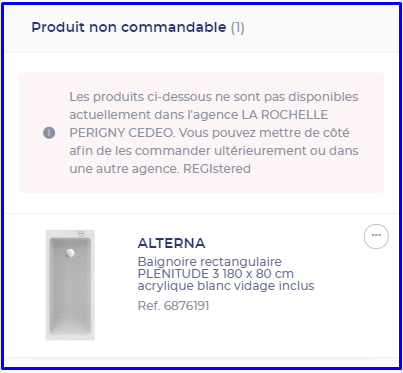 Produit non commandable (1)
Les produits ci-dessous ne sont pas disponibles
actuellement dans l'agence LA ROCHELLE
PERIGNY CEDEO. Vous pouvez mettre de côté
afin de les commander ultérieurement ou dans
une autre agence. REGIstered
ALTERNA
Baignoire rectangulaire
PLENITUDE 3 180 x 80 cm
acrylique blanc vidage inclus
Ref. 6876191